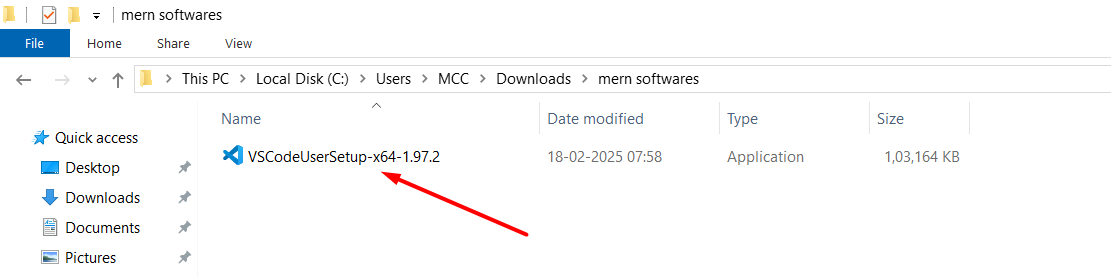 mern softwares
File Home Share View
This PC Local Disk (C:) Users MCC Downloads mern softwares
Name Date modified Type Size
Quick access
VSCodeUserSetup-x64-1.97.2 18-02-2025 07:58 Application 1,03,164 KB
Desktop
Downloads
Documents
Pictures